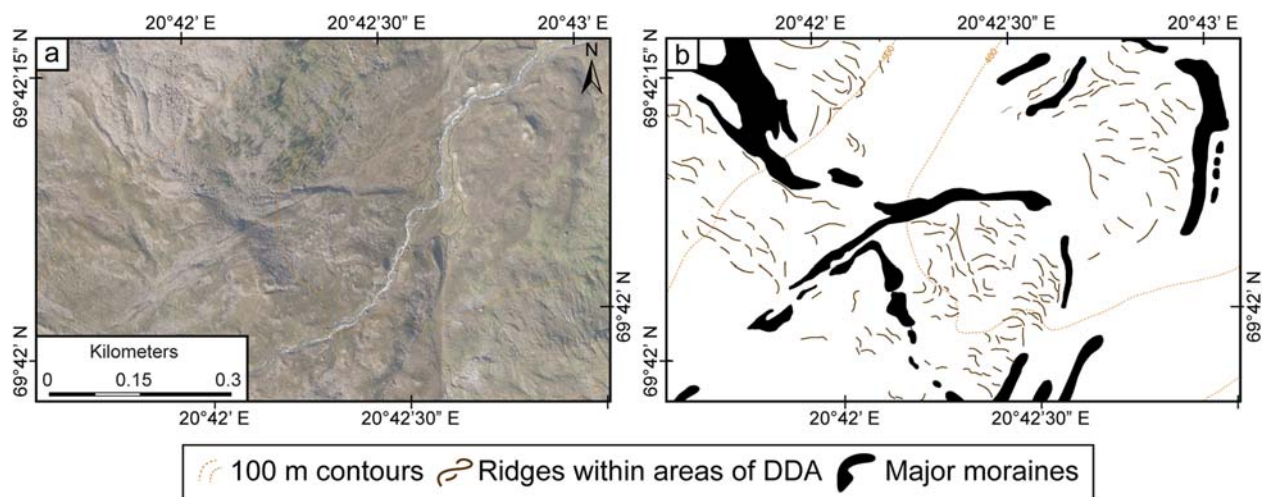 20°42' E 20°42'30" E 20°43' E
a
N
69°42'15" N
69°42' N
69°42' N
Kilometers
0 0.15 0.3
20°42' E 20°42'30" E
20°42' E 20°42'30" E 20°43' E
b
500
400
69°42'15" N
69°42' N
69°42' N
20°42' E 20°42'30" E
100 m contours Ridges within areas of DDA Major moraines